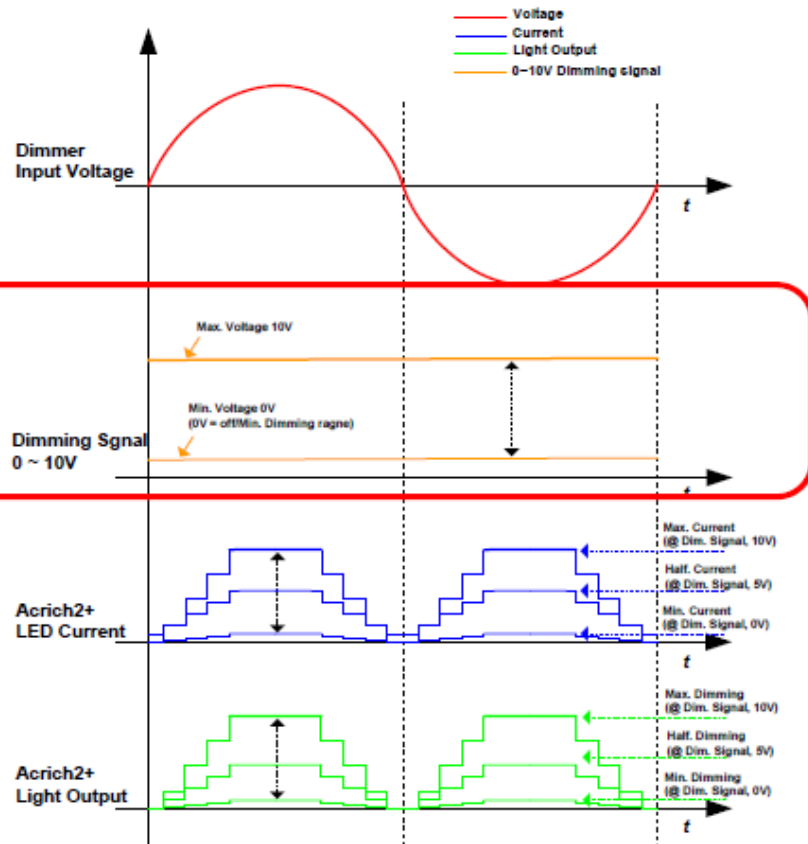 Voltage
Current
Light Output
0~10V Dimming signal
Dimmer
Input Voltage
t
Max. Voltage 10V
Min. Voltage 0V
(0V = off/Min. Dimming ragne)
Dimming Sgnal
0 ~ 10V
t
Max. Current
(@ Dim. Signal, 10V)
Half. Current
(@ Dim. Signal, 5V)
Acrich2+
LED Current
Min. Current
(@ Dim. Signal, 0V)
t
Max. Dimming
(@ Dim. Signal, 10V)
Half. Dimming
(@ Dim. Signal, 5V)
Acrich2+
Light Output
Min. Dimming
(@ Dim. Signal, 0V)
t